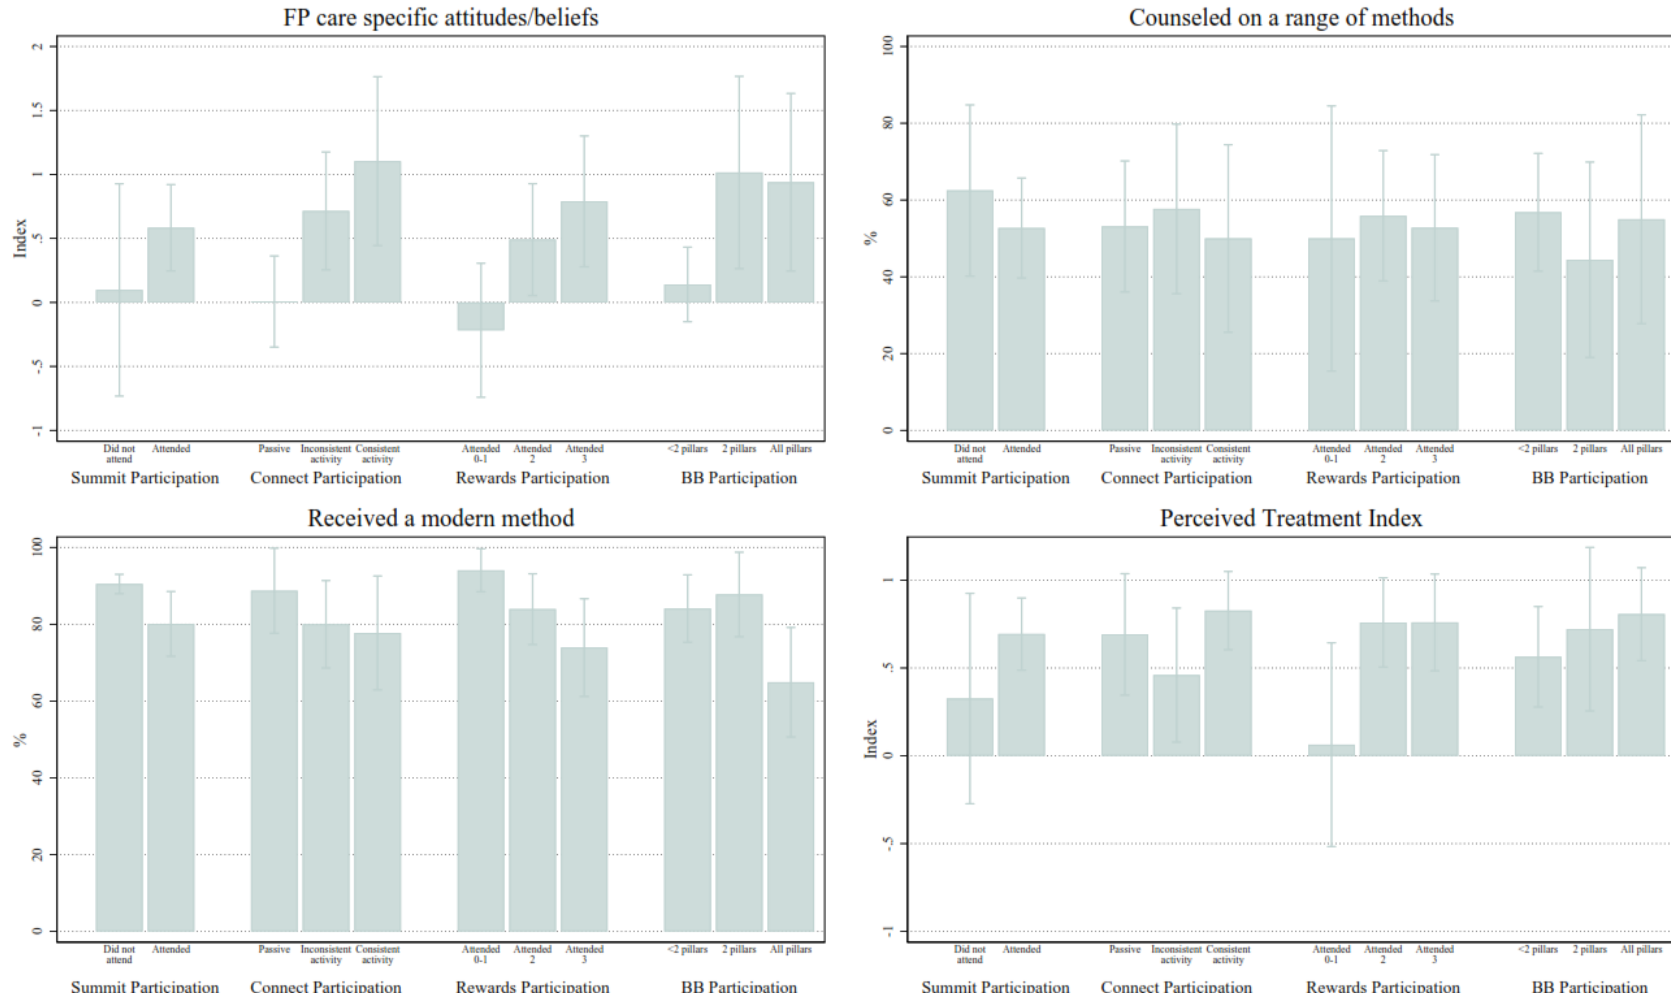 FP care specific attitudes/beliefs
Index
2
1.5
1
.5
0
-.5
-1
Did not attend
Attended
Passive
Inconsistent activity
Consistent activity
Attended 0-1
Attended 2
Attended 3
<2 pillars
2 pillars
All pillars
Summit Participation
Connect Participation
Rewards Participation
BB Participation
Counseled on a range of methods
%
100
80
60
40
20
0
Did not attend
Attended
Passive
Inconsistent activity
Consistent activity
Attended 0-1
Attended 2
Attended 3
<2 pillars
2 pillars
All pillars
Summit Participation
Connect Participation
Rewards Participation
BB Participation
Received a modern method
%
100
80
60
40
20
0
Did not attend
Attended
Passive
Inconsistent activity
Consistent activity
Attended 0-1
Attended 2
Attended 3
<2 pillars
2 pillars
All pillars
Summit Participation
Connect Participation
Rewards Participation
BB Participation
Perceived Treatment Index
Index
1
.5
0
-.5
-1
Did not attend
Attended
Passive
Inconsistent activity
Consistent activity
Attended 0-1
Attended 2
Attended 3
<2 pillars
2 pillars
All pillars
Summit Participation
Connect Participation
Rewards Participation
BB Participation